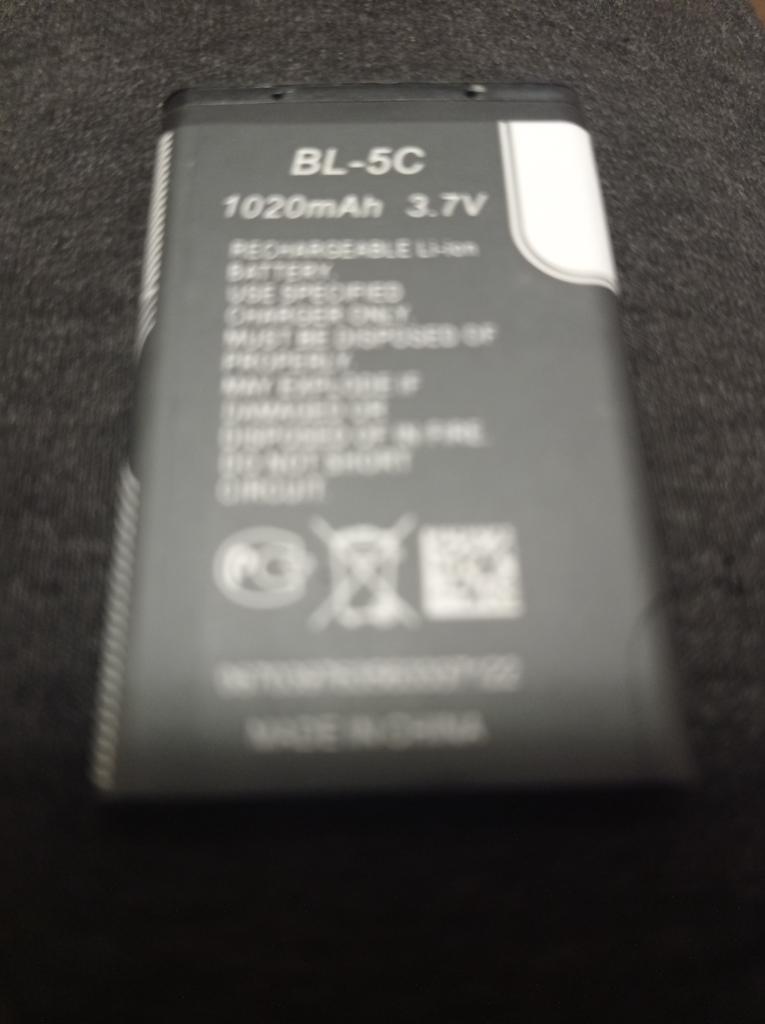 BL-5C
1020mAh 3.7V
RECHARGEABLE Li-ion
BATTERY.
USE SPECIFIED
CHARGER ONLY.
MUST BE DISPOSED OF
PROPERLY.
MAY EXPLODE IF
DAMAGED OR
DISPOSED OF IN FIRE.
DO NOT SHORT
CIRCUIT.
MADE IN CHINA